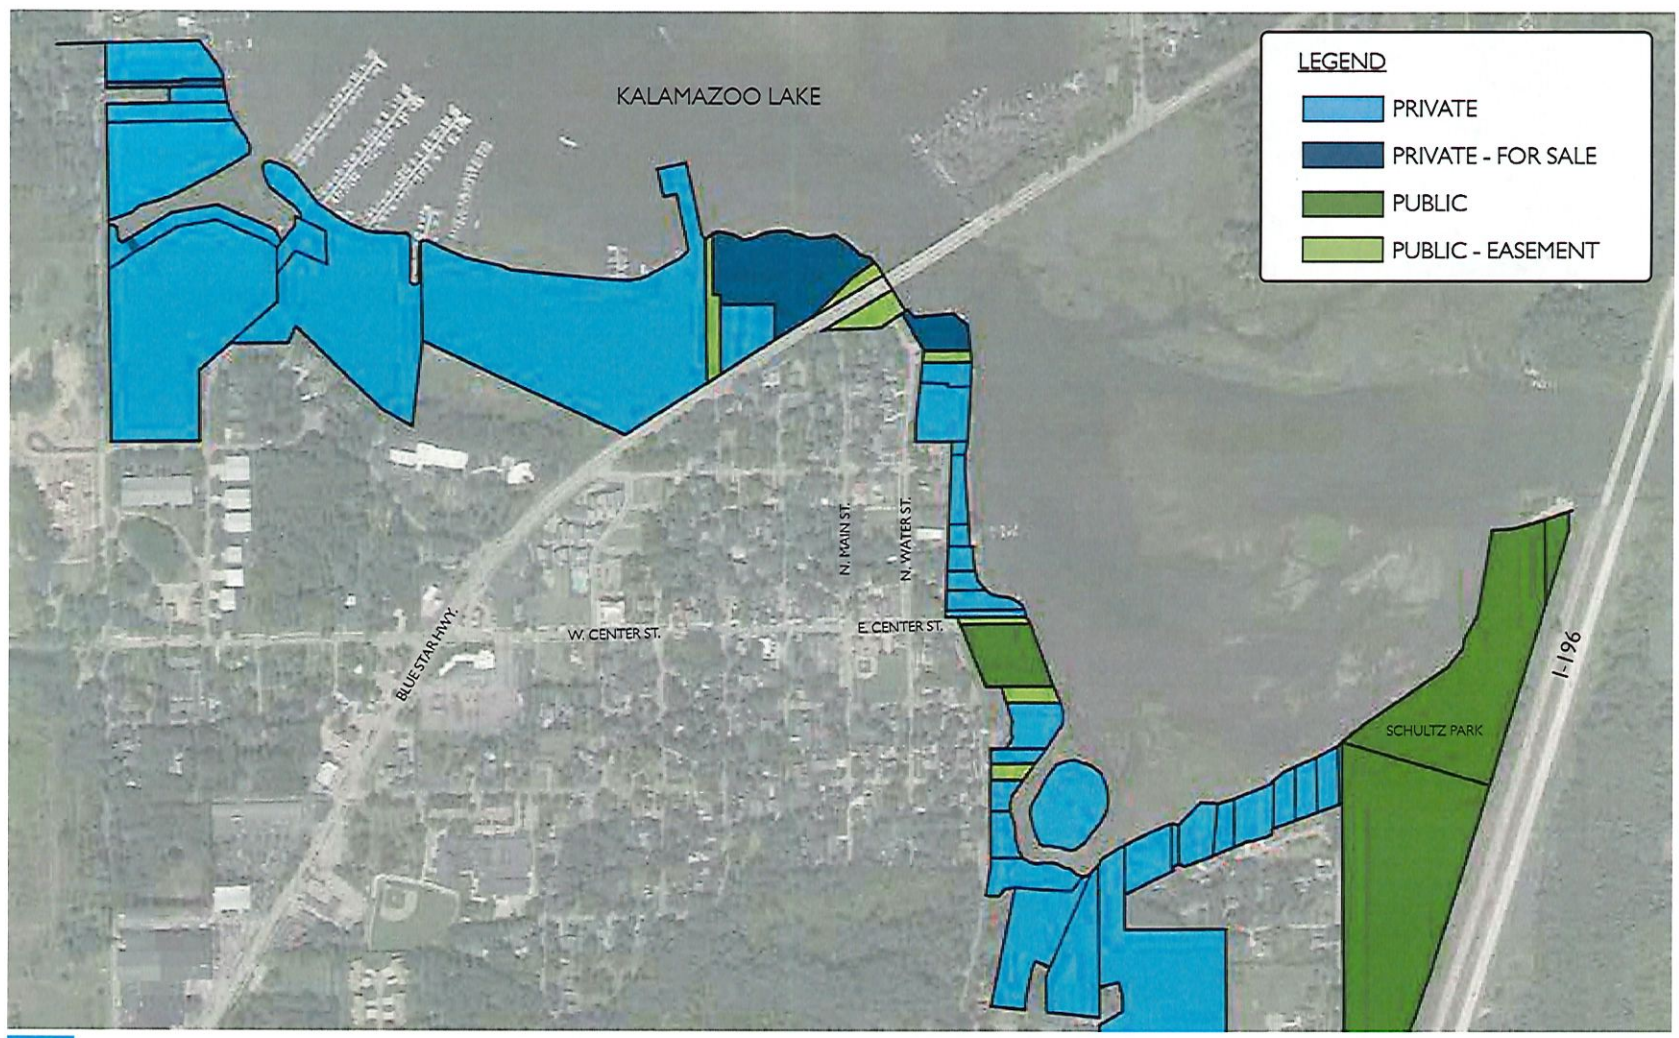 KALAMAZOO LAKE
LEGEND
PRIVATE
PRIVATE - FOR SALE
PUBLIC
PUBLIC - EASEMENT
N. MAIN ST.
N. WATER ST.
W. CENTER ST.
E. CENTER ST.
BLUE STAR HWY.
I-196
SCHULTZ PARK